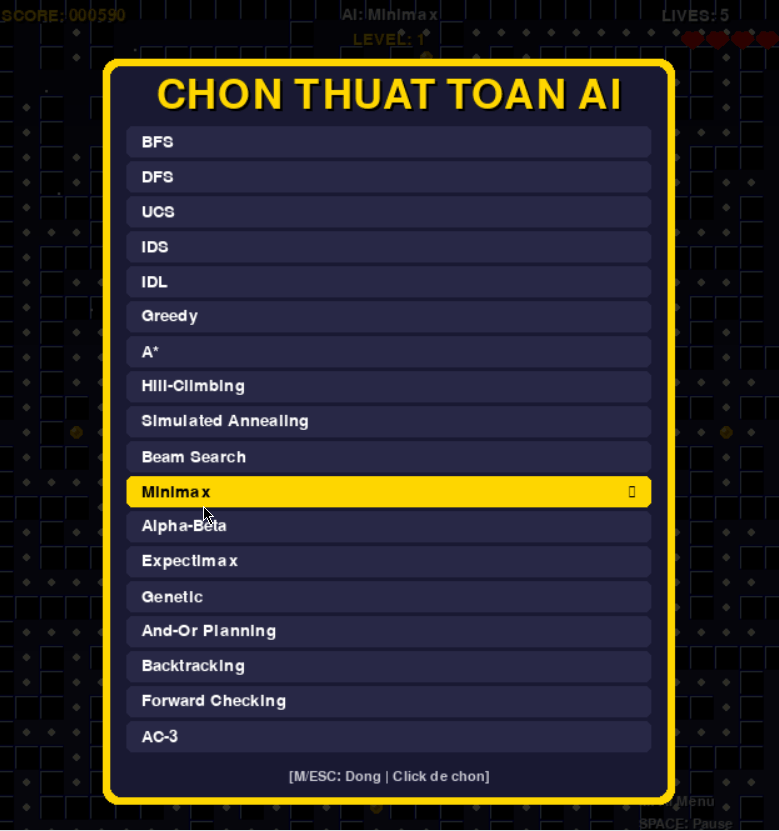 SCORE: 000590
AI: Minimax
LIVES: 5
LEVEL: 1
CHON THUAT TOAN AI
BFS
DFS
UCS
IDS
IDL
Greedy
A*
Hill-Climbing
Simulated Annealing
Beam Search
Minimax
Alpha-Beta
Expectimax
Genetic
And-Or Planning
Backtracking
Forward Checking
AC-3
[M/ESC: Dong | Click de chon]
Menu
SPACE: Pause